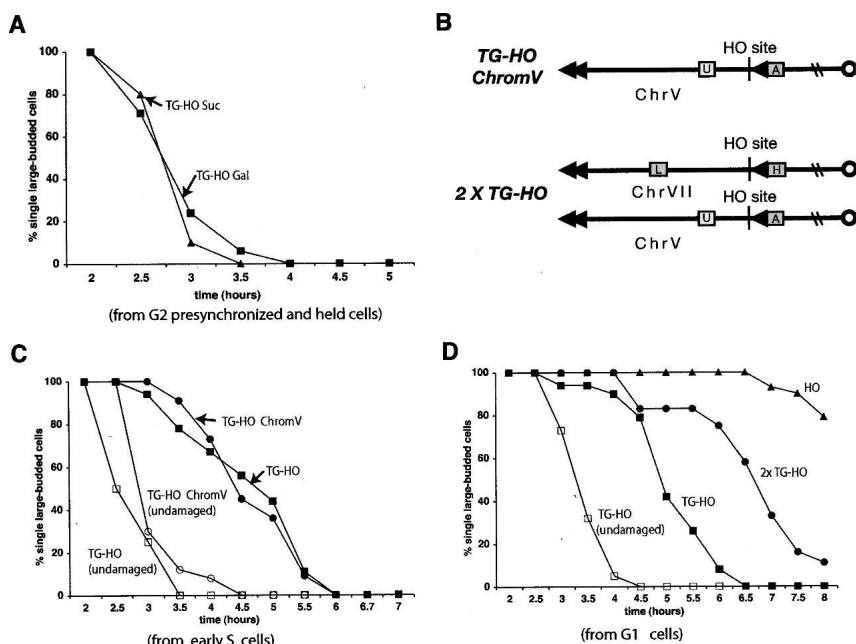 A
% single large-budded cells
100
80
60
40
20
0
TG-HO Suc
TG-HO Gal
2 2.5 3 3.5 4 4.5 5
time (hours)
(from G2 presynchronized and held cells)
B
TG-HO
ChromV
HO site
U A
ChrV
2 X TG-HO
HO site
L H
ChrVII
HO site
U A
ChrV
C
% single large-budded cells
100
80
60
40
20
0
TG-HO ChromV
TG-HO
TG-HO ChromV
(undamaged)
TG-HO
(undamaged)
2 2.5 3 3.5 4 4.5 5 5.5 6 6.7 7
time (hours)
(from early S cells)
D
% single large-budded cells
100
80
60
40
20
0
HO
2x TG-HO
TG-HO
TG-HO
(undamaged)
2 2.5 3 3.5 4 4.5 5 5.5 6 6.5 7 7.5 8
time (hours)
(from G1 cells)